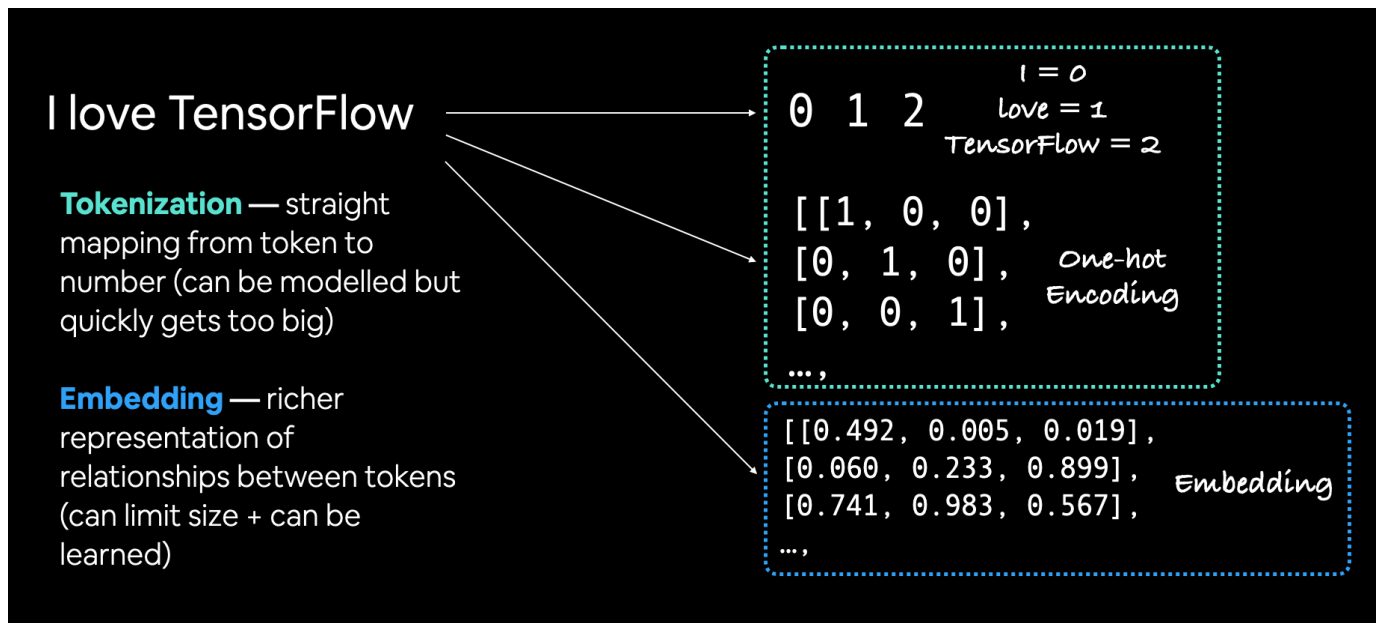 I love TensorFlow
Tokenization — straight
mapping from token to
number (can be modelled but
quickly gets too big)
Embedding — richer
representation of
relationships between tokens
(can limit size + can be
learned)
0 1 2
I = 0
love = 1
TensorFlow = 2
[[1, 0, 0],
[0, 1, 0],
[0, 0, 1],
…,
One-hot
Encoding
[[0.492, 0.005, 0.019],
[0.060, 0.233, 0.899],
[0.741, 0.983, 0.567],
…,
Embedding